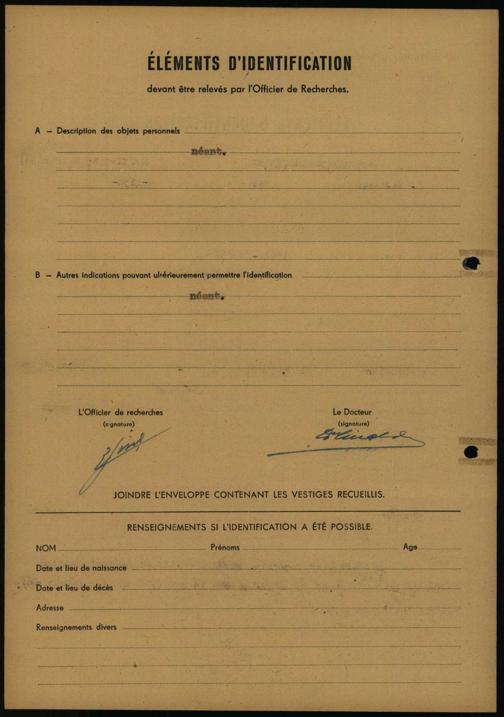 ÉLÉMENTS D'IDENTIFICATION
devant être relevés par l'Officier de Recherches.
A – Description des objets personnels
néant.
B – Autres indications pouvant ultérieurement permettre l'identification
néant.
L'Officier de recherches
(signature)
Le Docteur
(signature)
JOINDRE L'ENVELOPPE CONTENANT LES VESTIGES RECUEILLIS.
RENSEIGNEMENTS SI L'IDENTIFICATION A ÉTÉ POSSIBLE.
NOM Prénoms Age
Date et lieu de naissance
Date et lieu de décès
Adresse
Renseignements divers